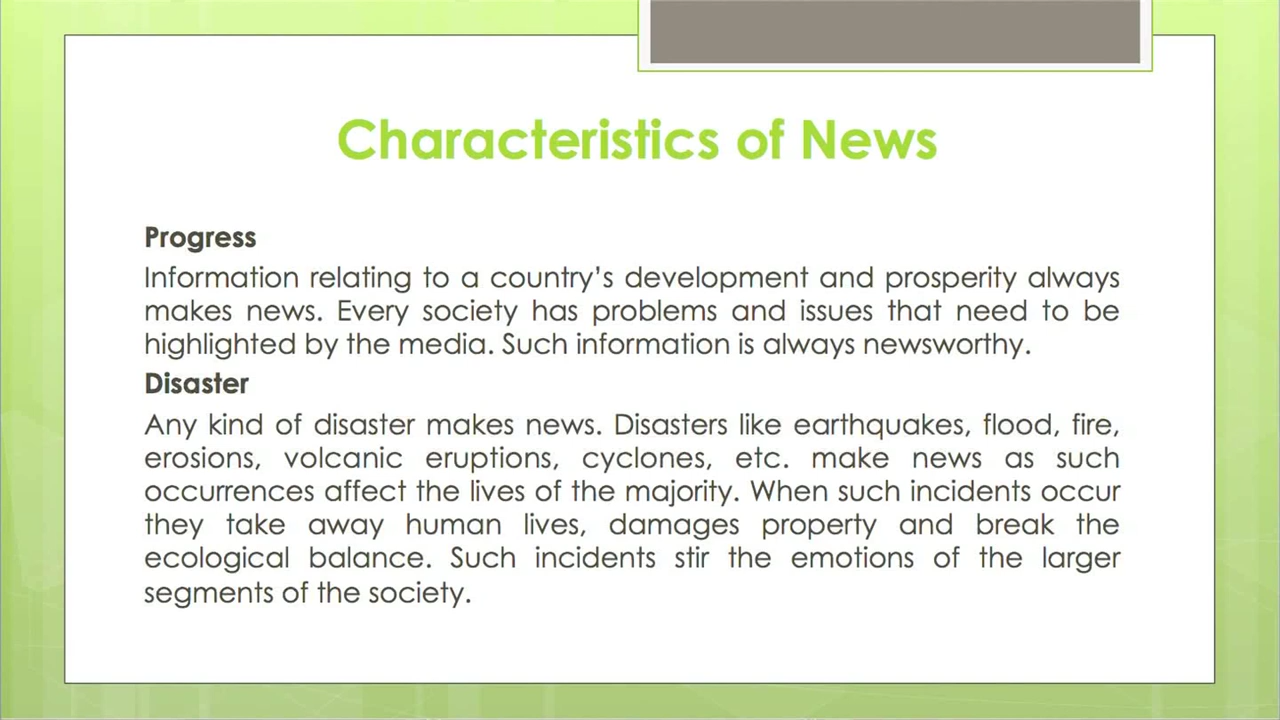 Characteristics of News
Progress
Information relating to a country’s development and prosperity always
makes news. Every society has problems and issues that need to be
highlighted by the media. Such information is always newsworthy.
Disaster
Any kind of disaster makes news. Disasters like earthquakes, flood, fire,
erosions, volcanic eruptions, cyclones, etc. make news as such
occurrences affect the lives of the majority. When such incidents occur
they take away human lives, damages property and break the
ecological balance. Such incidents stir the emotions of the larger
segments of the society.